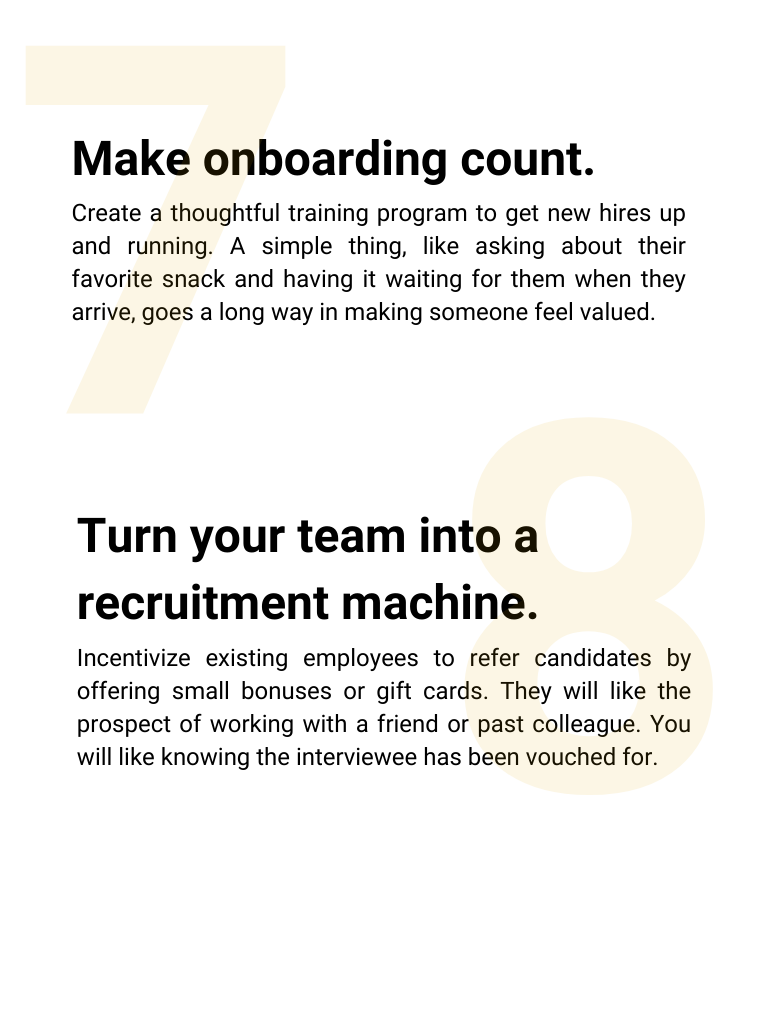 7
Make onboarding count.
Create a thoughtful training program to get new hires up
and running. A simple thing, like asking about their
favorite snack and having it waiting for them when they
arrive, goes a long way in making someone feel valued.
8
Turn your team into a
recruitment machine.
Incentivize existing employees to refer candidates by
offering small bonuses or gift cards. They will like the
prospect of working with a friend or past colleague. You
will like knowing the interviewee has been vouched for.